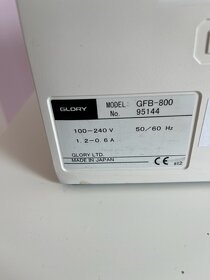 GLORY
MODEL: GFB-800
No. 95144
100-240 V 50/60 Hz
1.2-0.6 A
GLORY LTD.
MADE IN JAPAN
CE